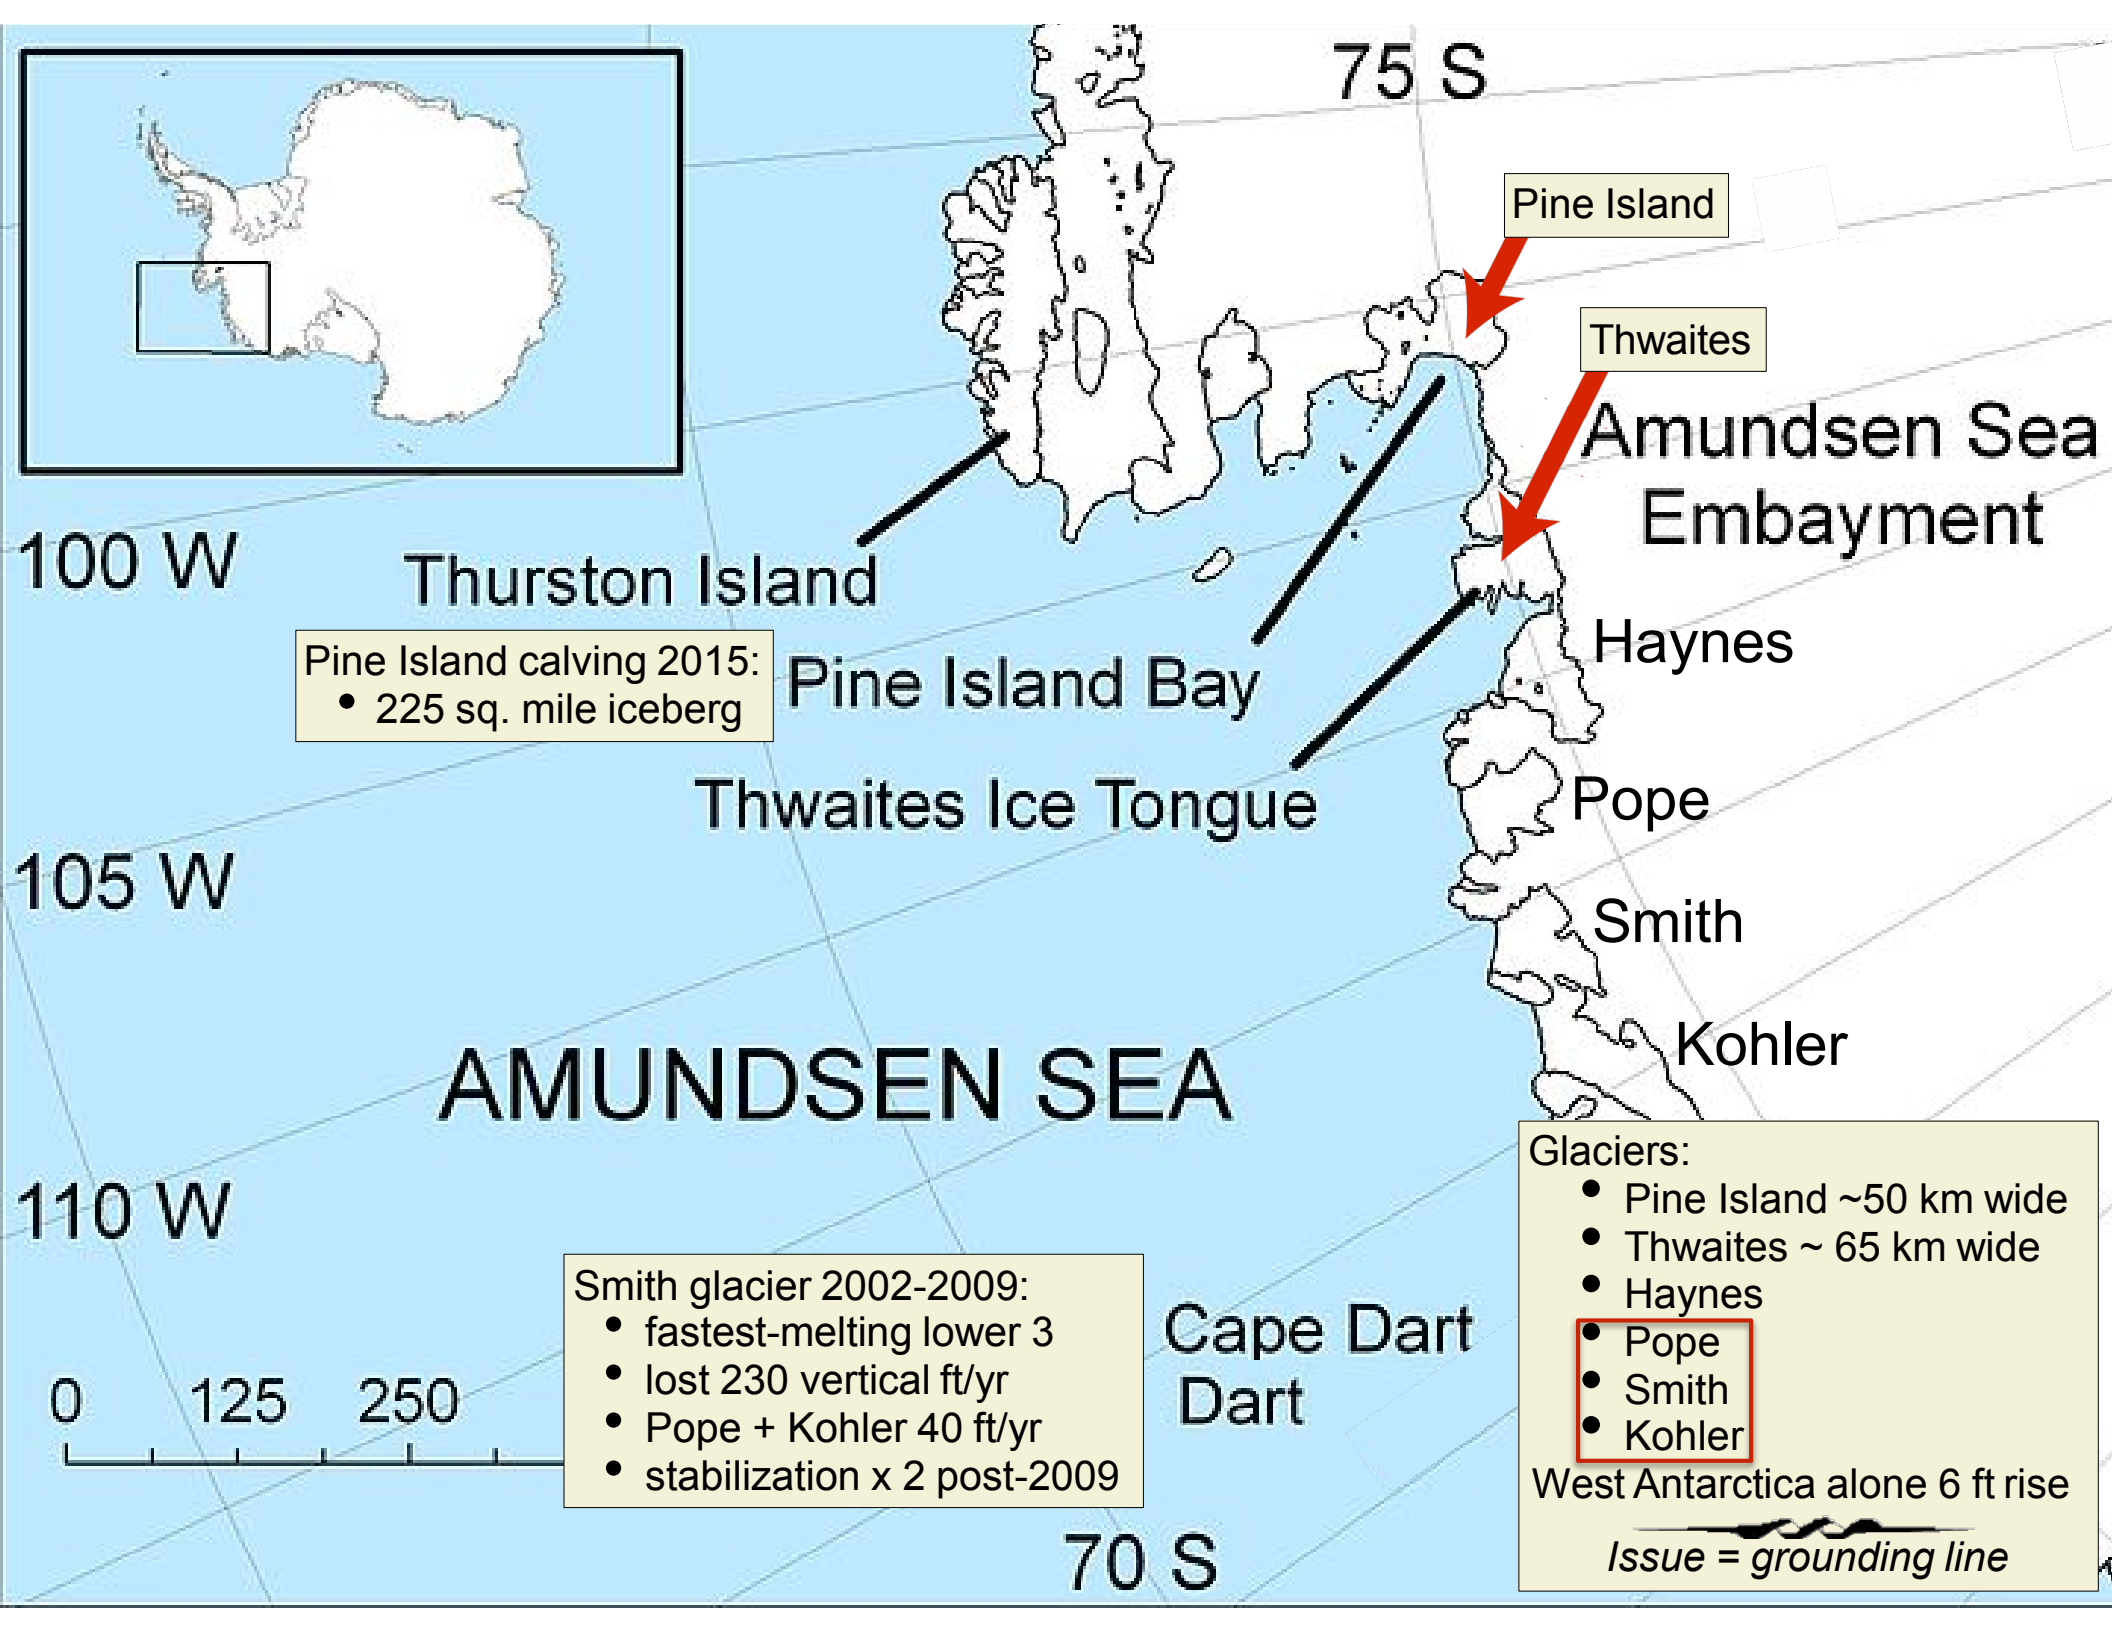 75 S
Pine Island
Thwaites
Amundsen Sea
Embayment
100 W
Thurston Island
Haynes
Pine Island calving 2015:
• 225 sq. mile iceberg
Pine Island Bay
Thwaites Ice Tongue
Pope
105 W
Smith
Kohler
AMUNDSEN SEA
110 W
Glaciers:
• Pine Island ~50 km wide
• Thwaites ~ 65 km wide
• Haynes
• Pope
• Smith
• Kohler
West Antarctica alone 6 ft rise
Issue = grounding line
Smith glacier 2002-2009:
• fastest-melting lower 3
• lost 230 vertical ft/yr
• Pope + Kohler 40 ft/yr
• stabilization x 2 post-2009
Cape Dart
Dart
0 125 250
70 S